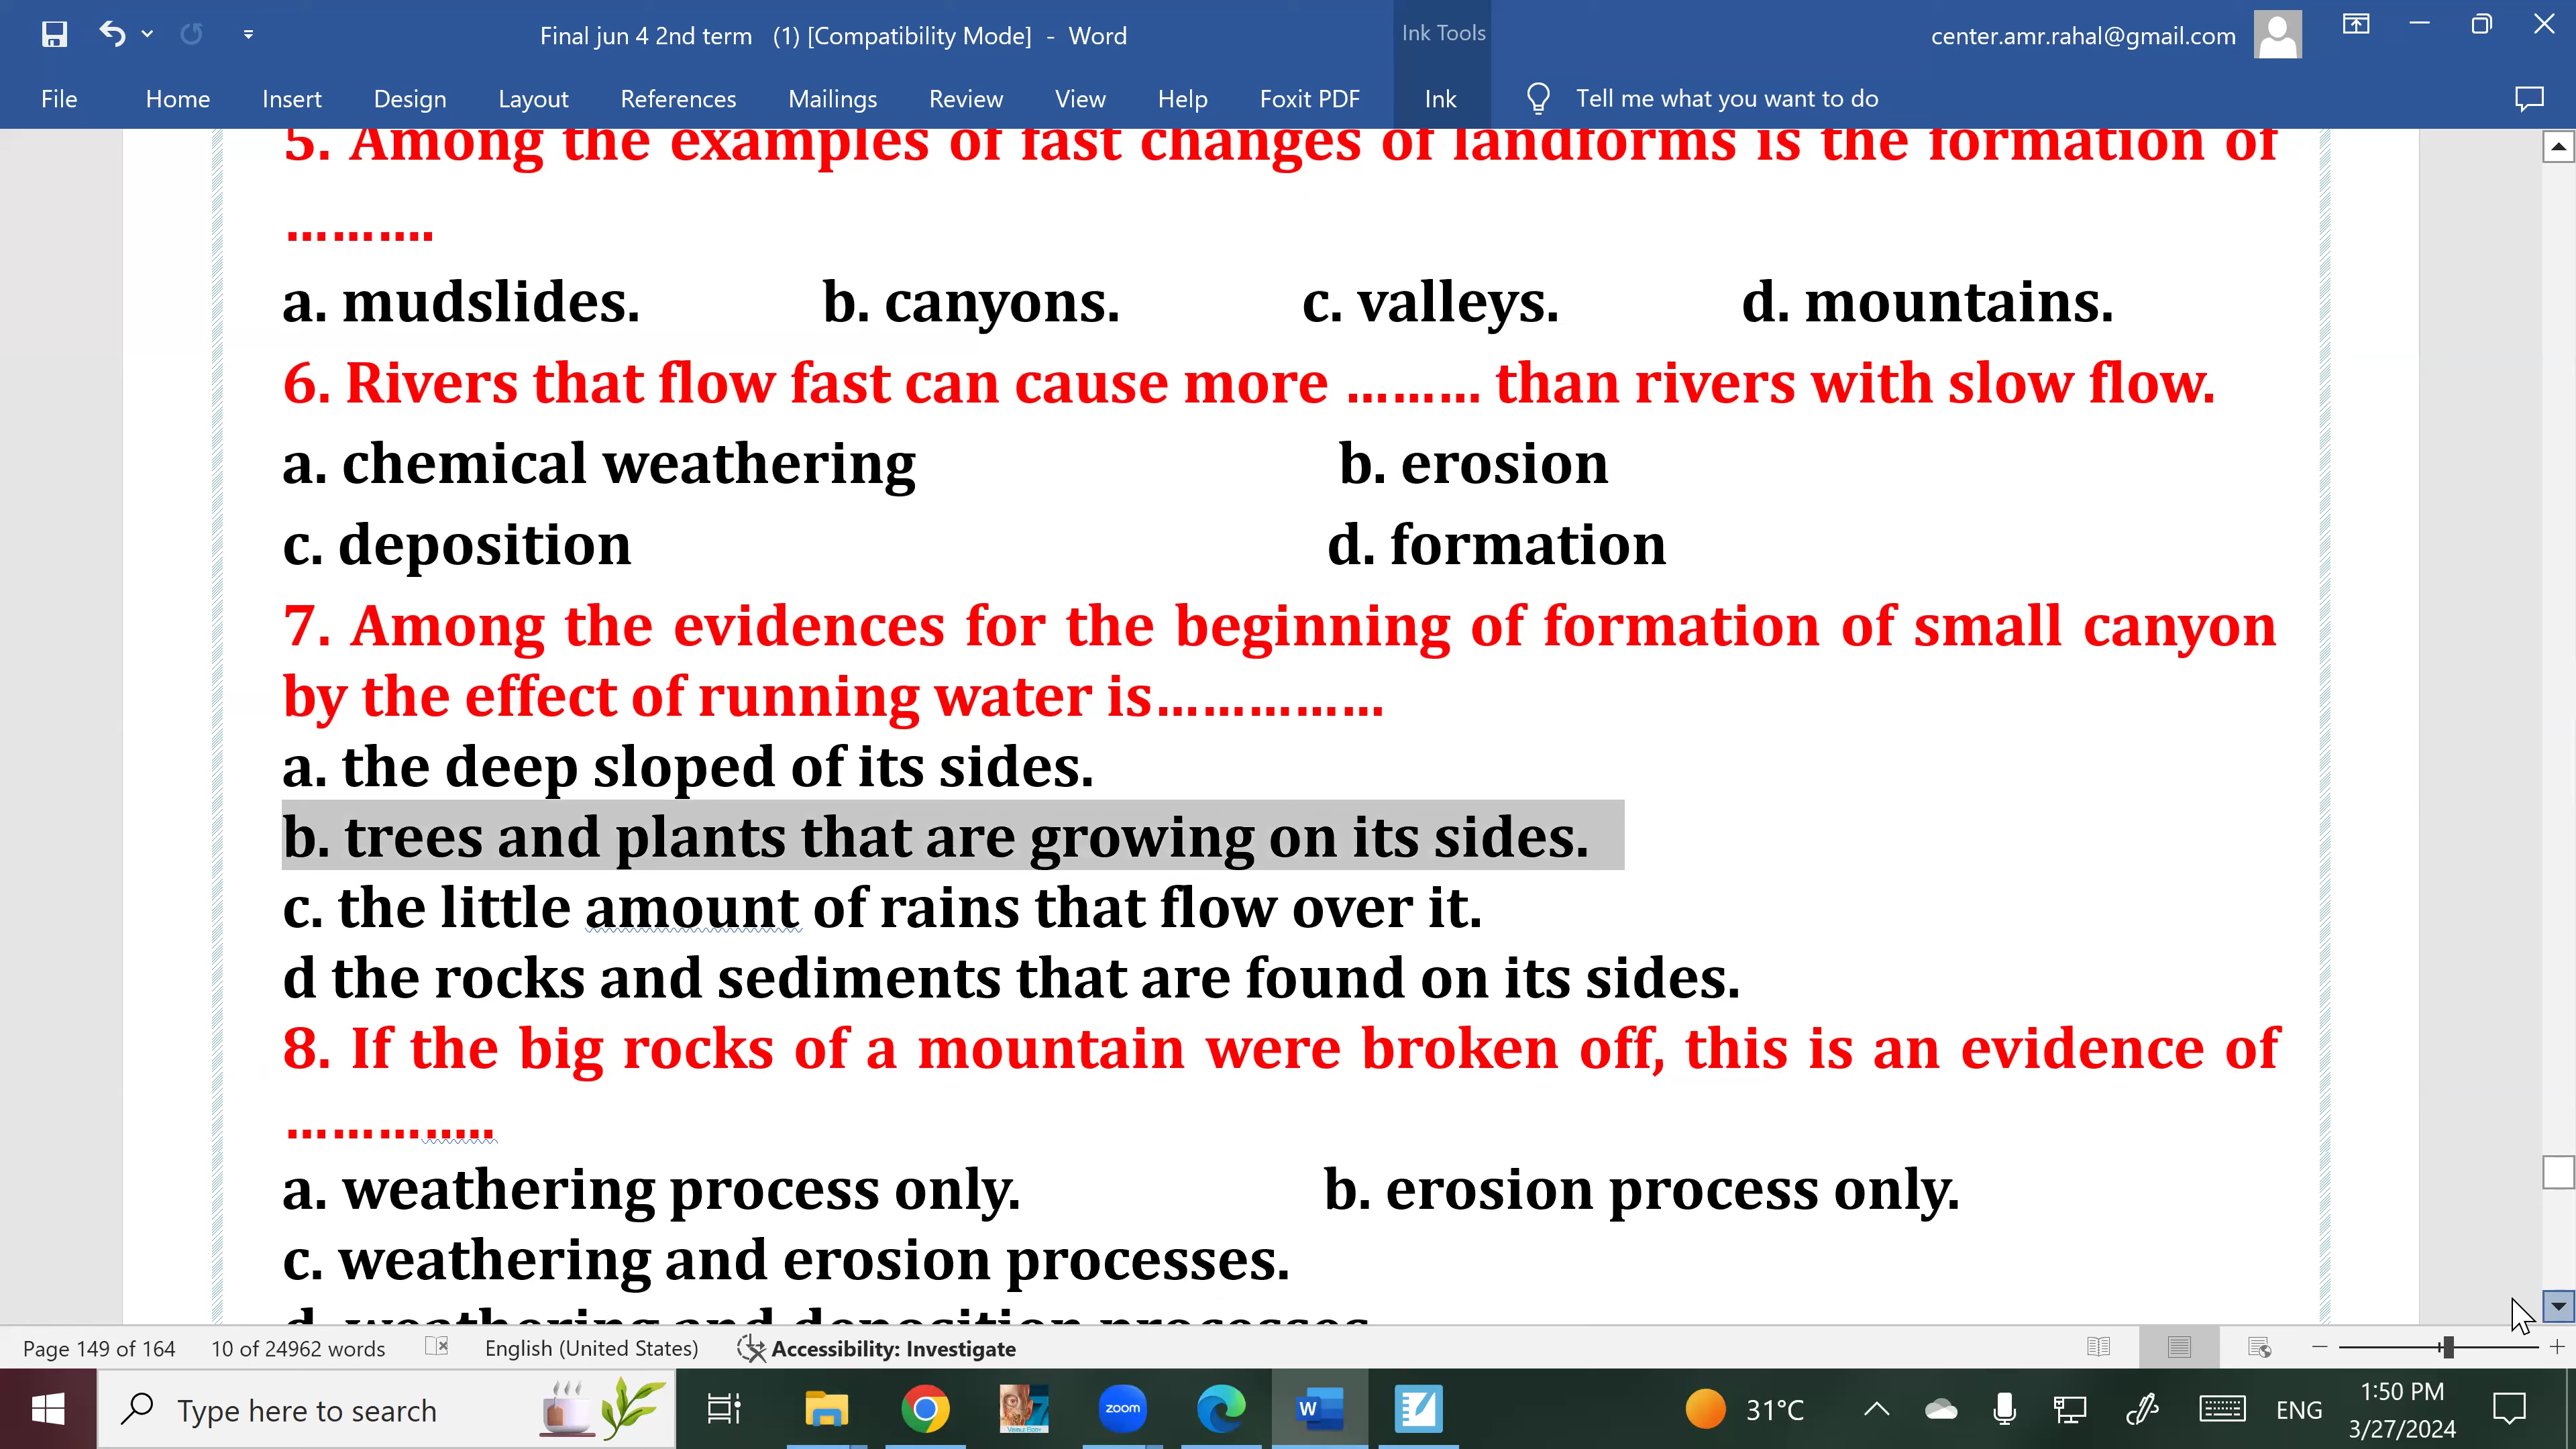 Final jun 4 2nd term (1) [Compatibility Mode] - Word
Ink Tools
center.amr.rahal@gmail.com
File Home Insert Design Layout References Mailings Review View Help Foxit PDF Ink Tell me what you want to do
5. Among the examples of fast changes of landforms is the formation of
……….
a. mudslides. b. canyons. c. valleys. d. mountains.
6. Rivers that flow fast can cause more ……… than rivers with slow flow.
a. chemical weathering b. erosion
c. deposition d. formation
7. Among the evidences for the beginning of formation of small canyon
by the effect of running water is……………
a. the deep sloped of its sides.
b. trees and plants that are growing on its sides.
c. the little amount of rains that flow over it.
d the rocks and sediments that are found on its sides.
8. If the big rocks of a mountain were broken off, this is an evidence of
…………..…
a. weathering process only. b. erosion process only.
c. weathering and erosion processes.
d. weathering and deposition processes
Page 149 of 164 10 of 24962 words English (United States) Accessibility: Investigate
Type here to search
zoom
W
31°C
ENG
1:50 PM
3/27/2024